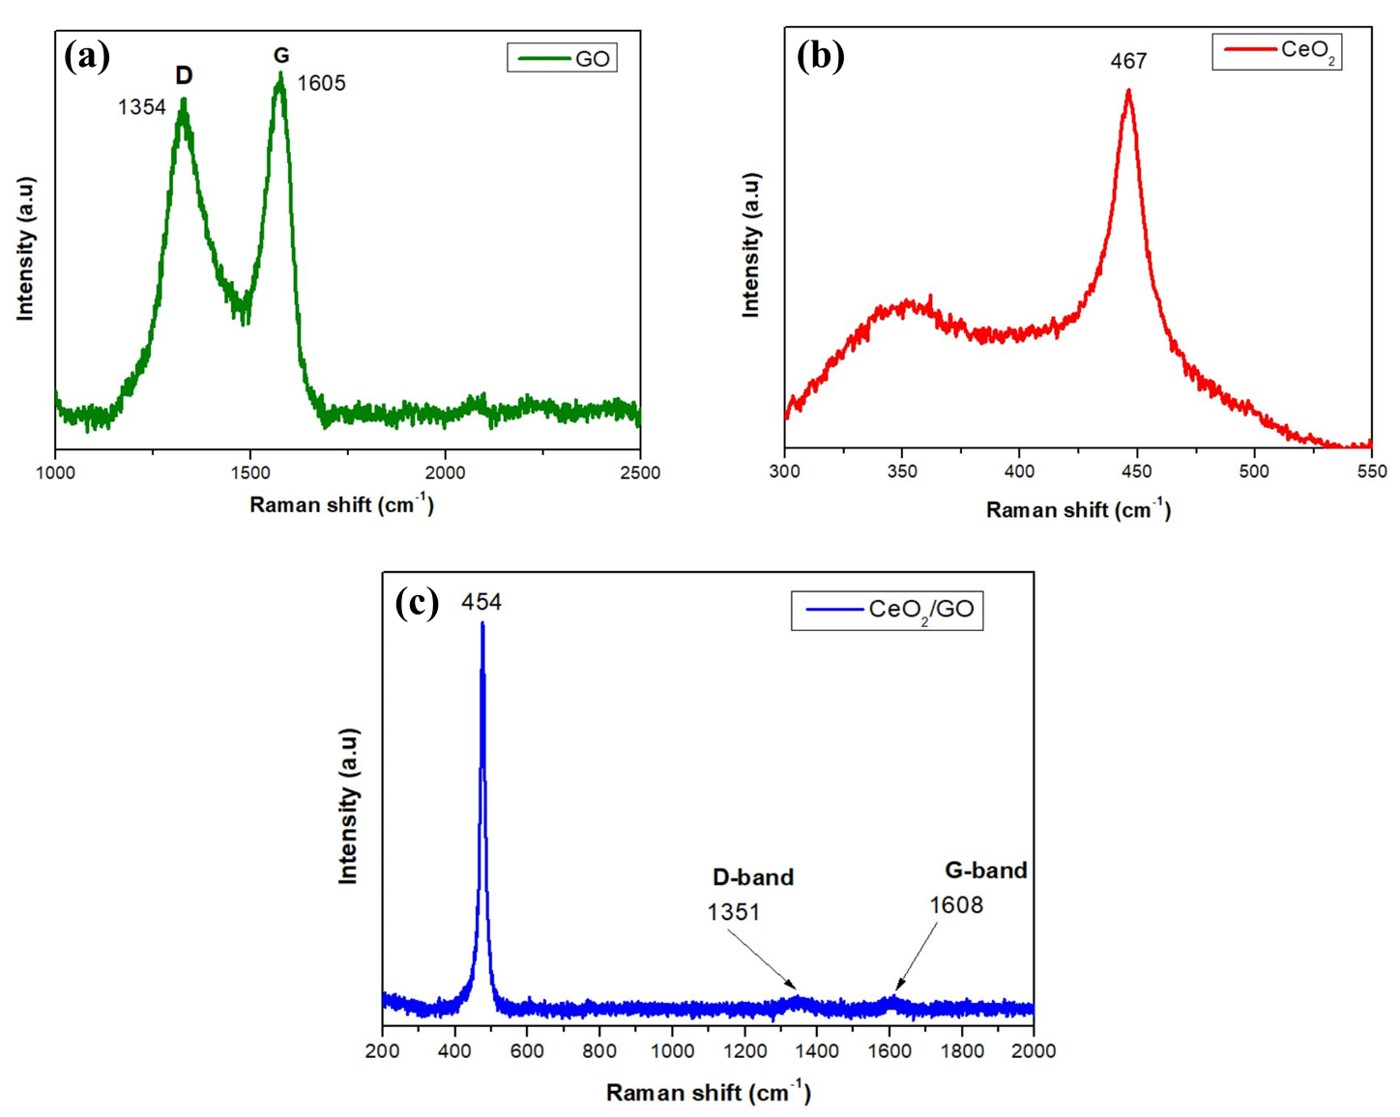 (a)
D
G
1354
1605
GO
Intensity (a.u)
1000 1500 2000 2500
Raman shift (cm⁻¹)
(b)
467
CeO₂
Intensity (a.u)
300 350 400 450 500 550
Raman shift (cm⁻¹)
(c)
454
CeO₂/GO
Intensity (a.u)
D-band
1351
G-band
1608
200 400 600 800 1000 1200 1400 1600 1800 2000
Raman shift (cm⁻¹)